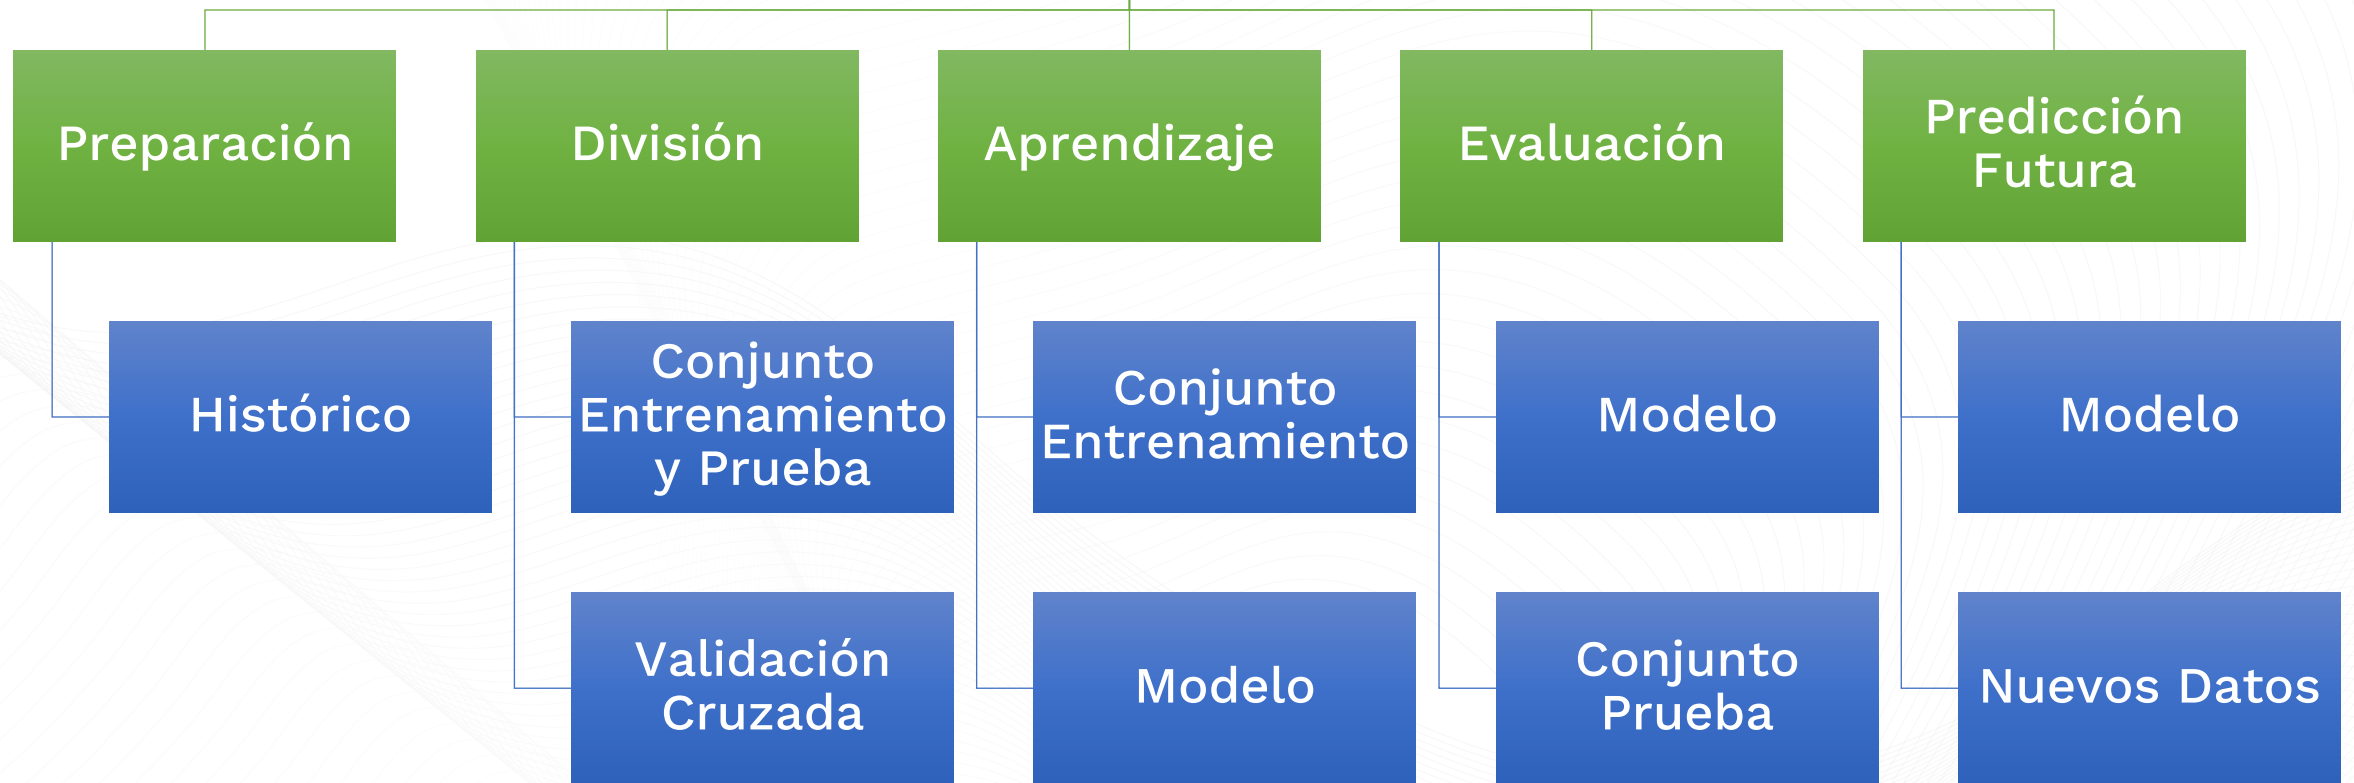 Preparación
División
Aprendizaje
Evaluación
Predicción
Futura
Histórico
Conjunto
Entrenamiento
y Prueba
Conjunto
Entrenamiento
Modelo
Modelo
Validación
Cruzada
Modelo
Conjunto
Prueba
Nuevos Datos